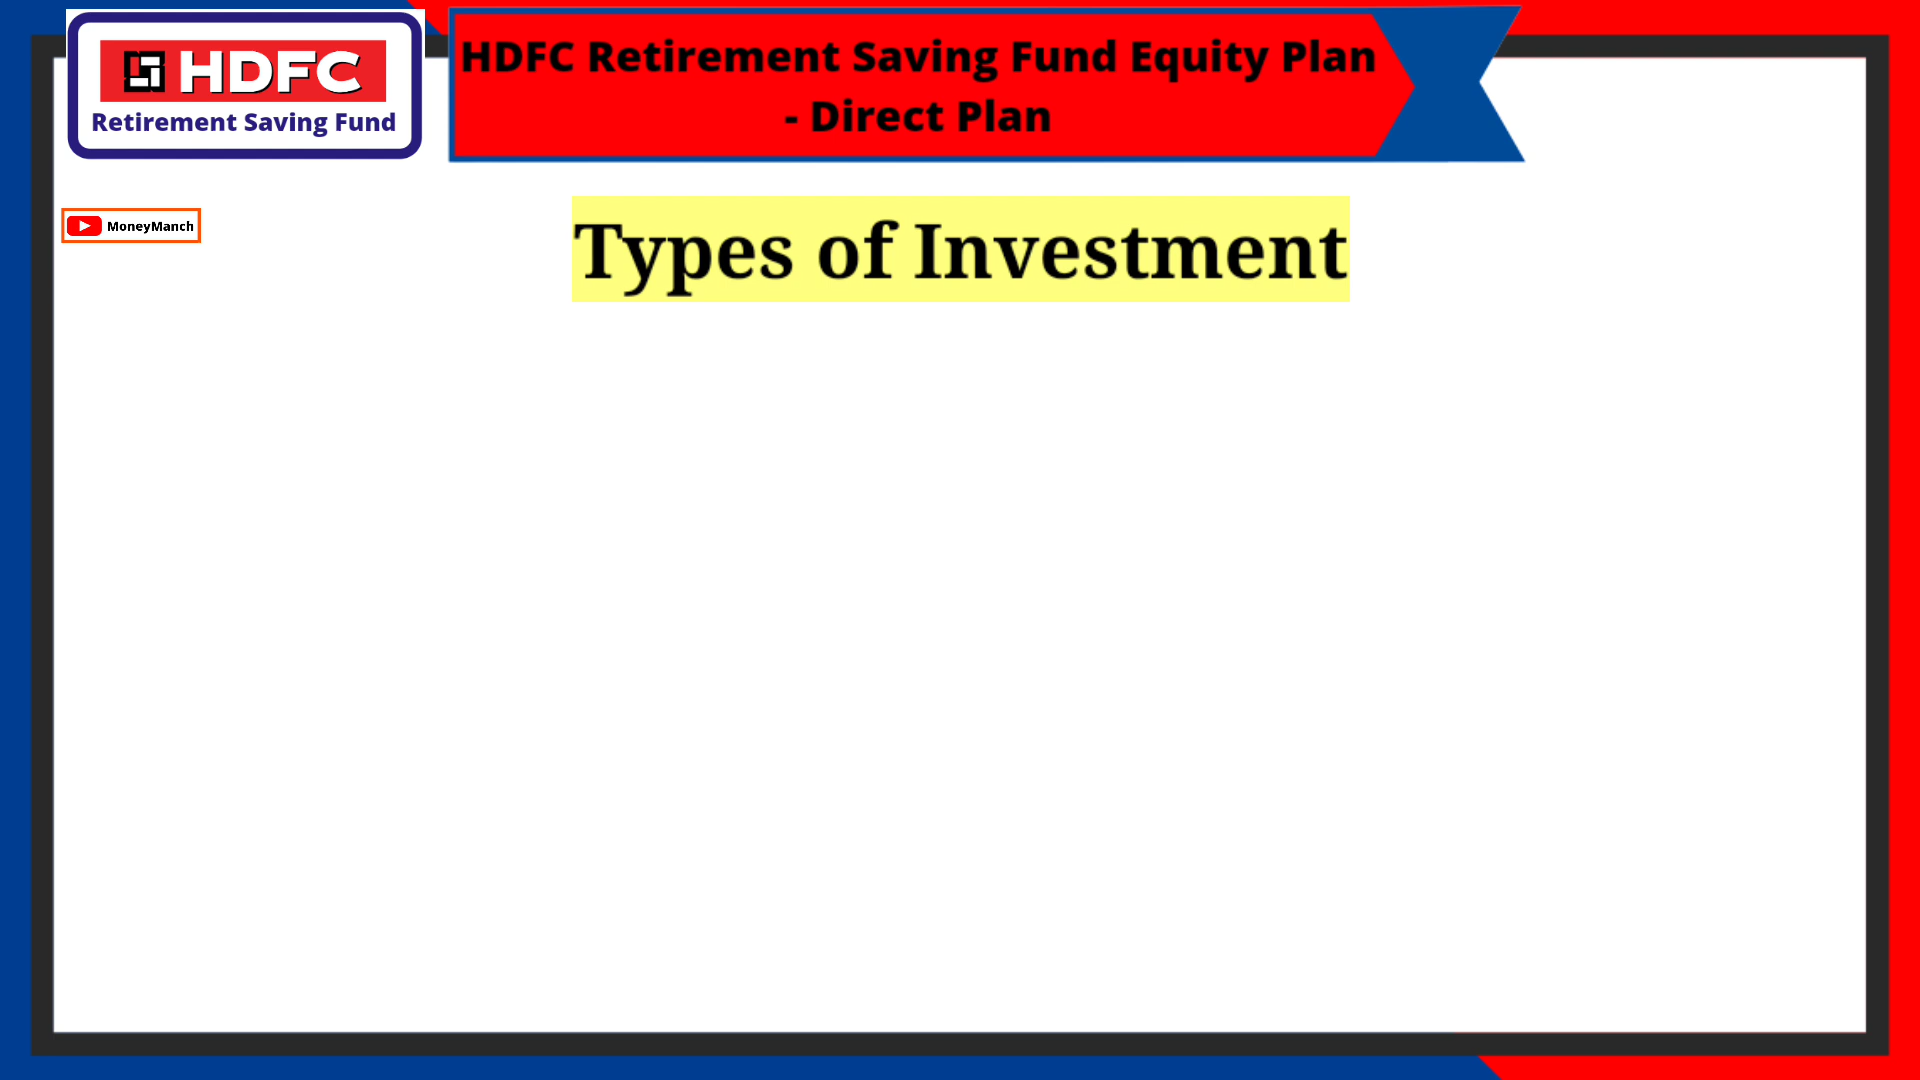 HDFC
Retirement Saving Fund
HDFC Retirement Saving Fund Equity Plan
- Direct Plan
MoneyManch
Types of Investment